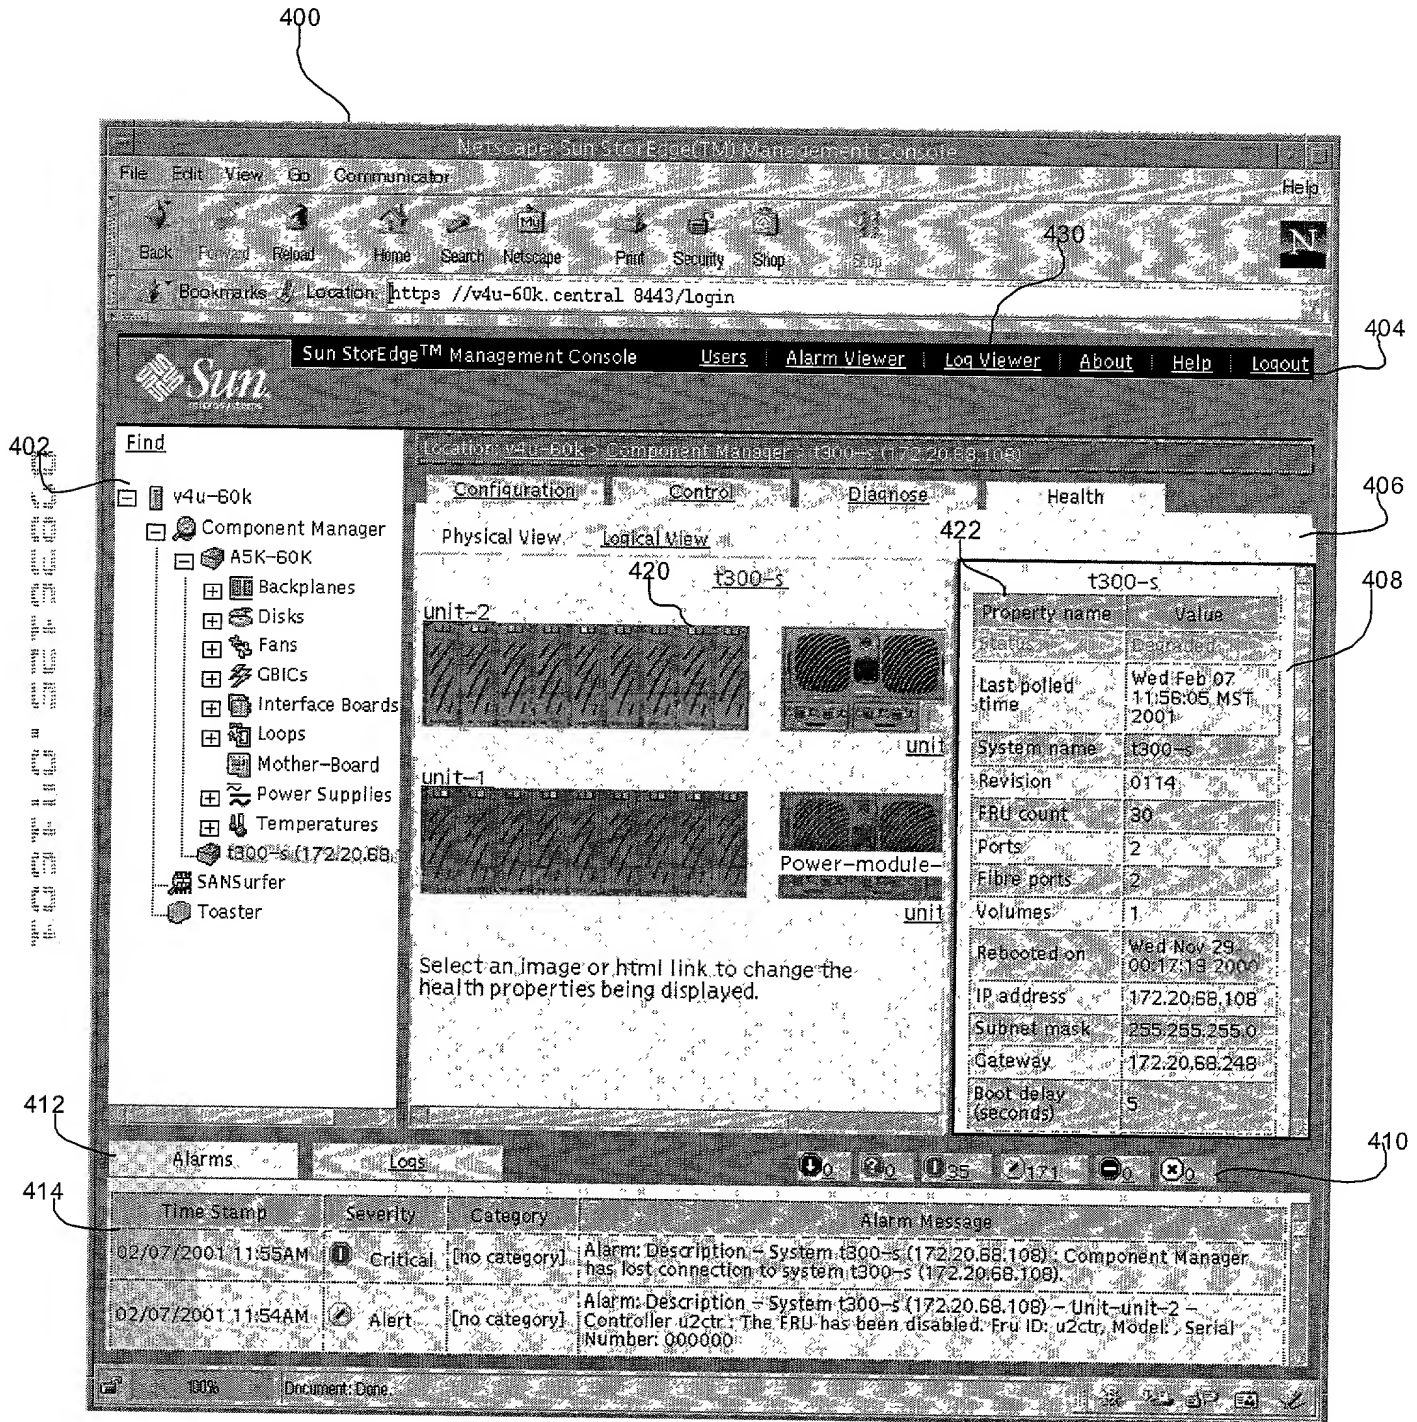 400
Netscape: Sun StorEdge(TM) Management Console
File Edit View Go Communicator
Help
Back Forward Reload Home Search Netscape Print Security Shop Stop
My
N
430
Bookmarks Location: https //v4u-60k.central 8443/login
404
Sun StorEdge™ Management Console Users Alarm Viewer Log Viewer About Help Logout
Sun
microsystems
402
Find
Location: v4u-60k > Component Manager > t300-s (172.20.68.108)
Configuration Control Diagnose Health
406
Physical View Logical View
422
v4u-60k
Component Manager
A5K-60K
Backplanes
Disks
Fans
GBICs
Interface Boards
Loops
Mother-Board
Power Supplies
Temperatures
t300-s (172.20.68.
SANSurfer
Toaster
420
t300-s
unit-2
unit
unit-1
Power-module-
unit
Select an image or html link to change the
health properties being displayed.
408
t300-s
Property name Value
Status Degraded
Last polled time Wed Feb 07
11:56:05 MST
2001
System name t300-s
Revision 0114
FRU count 30
Ports 2
Fibre ports 2
Volumes 1
Rebooted on Wed Nov 29
00:17:19 2000
IP address 172.20.68.108
Subnet mask 255.255.255.0
Gateway 172.20.68.248
Boot delay
(seconds) 5
412
Alarms Logs
0 0 35 171 0 0
410
414
Time Stamp Severity Category Alarm Message
02/07/2001 11:55AM Critical [no category] Alarm: Description – System t300-s (172.20.68.108) : Component Manager
has lost connection to system t300-s (172.20.68.108).
02/07/2001 11:54AM Alert [no category] Alarm: Description – System t300-s (172.20.68.108) – Unit-unit-2 –
Controller u2ctr : The FRU has been disabled. Fru ID: u2ctr, Model: , Serial
Number: 000000
100% Document: Done.